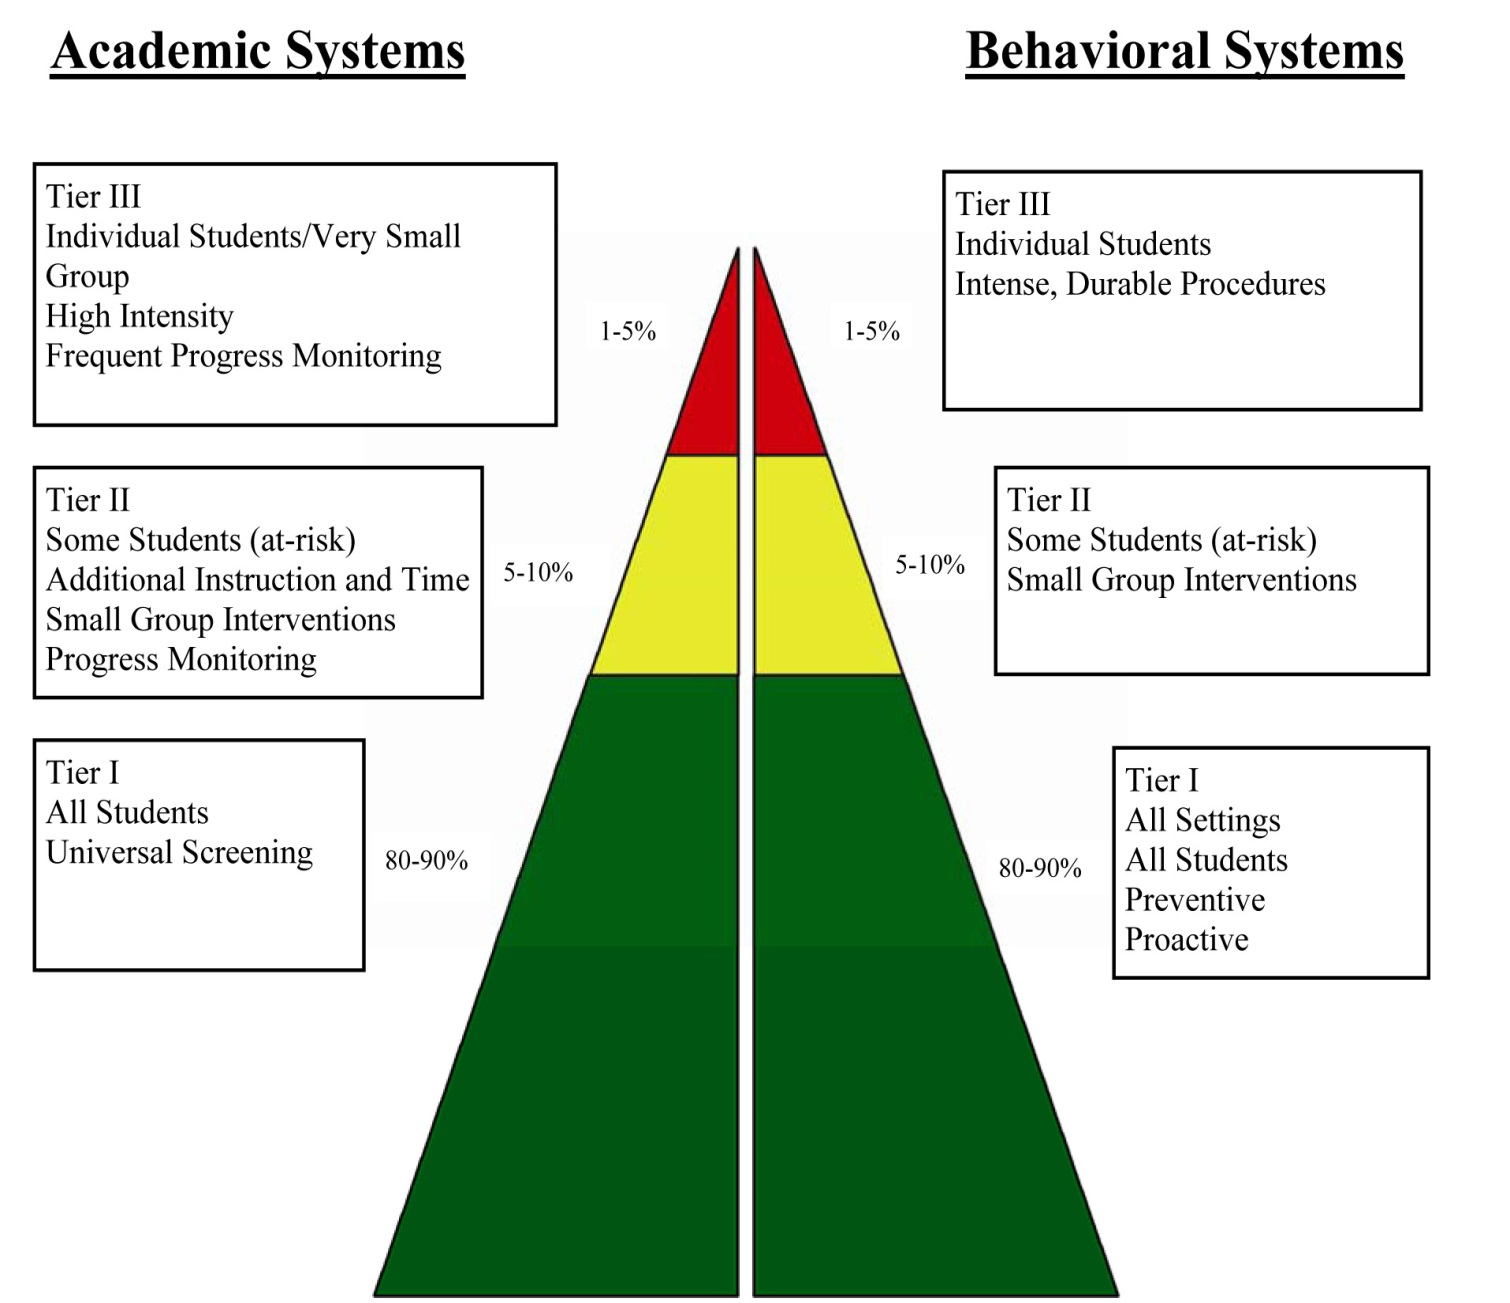 Academic Systems
Behavioral Systems
Tier III
Individual Students/Very Small
Group
High Intensity
Frequent Progress Monitoring
1-5%
1-5%
Tier III
Individual Students
Intense, Durable Procedures
Tier II
Some Students (at-risk)
Additional Instruction and Time
Small Group Interventions
Progress Monitoring
5-10%
5-10%
Tier II
Some Students (at-risk)
Small Group Interventions
Tier I
All Students
Universal Screening
80-90%
80-90%
Tier I
All Settings
All Students
Preventive
Proactive